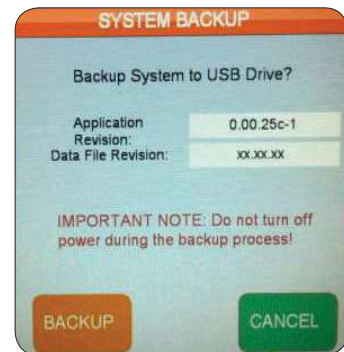 SYSTEM BACKUP
Backup System to USB Drive?
Application
Revision:
0.00.25c-1
Data File Revision:
xx.xx.xx
IMPORTANT NOTE: Do not turn off
power during the backup process!
BACKUP
CANCEL